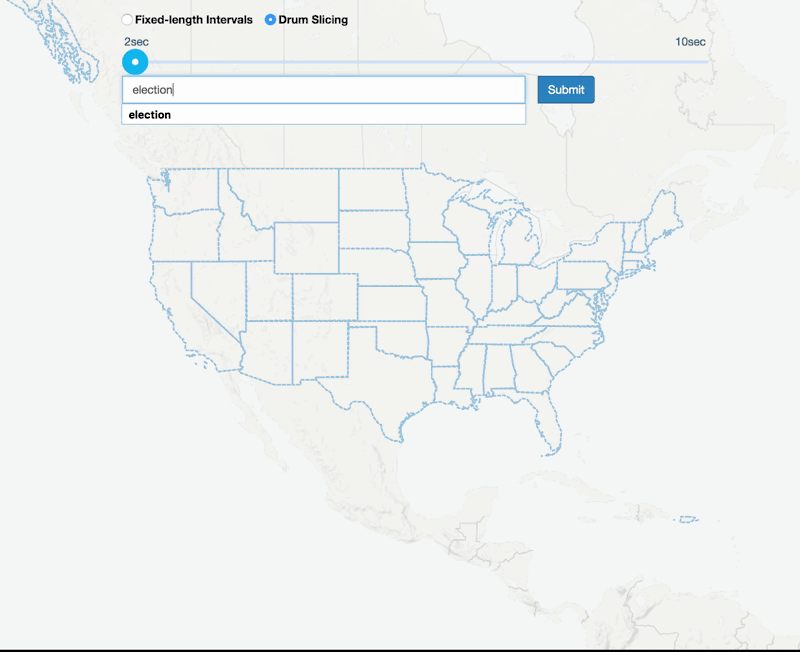 Fixed-length Intervals Drum Slicing
2sec 10sec
election Submit
election